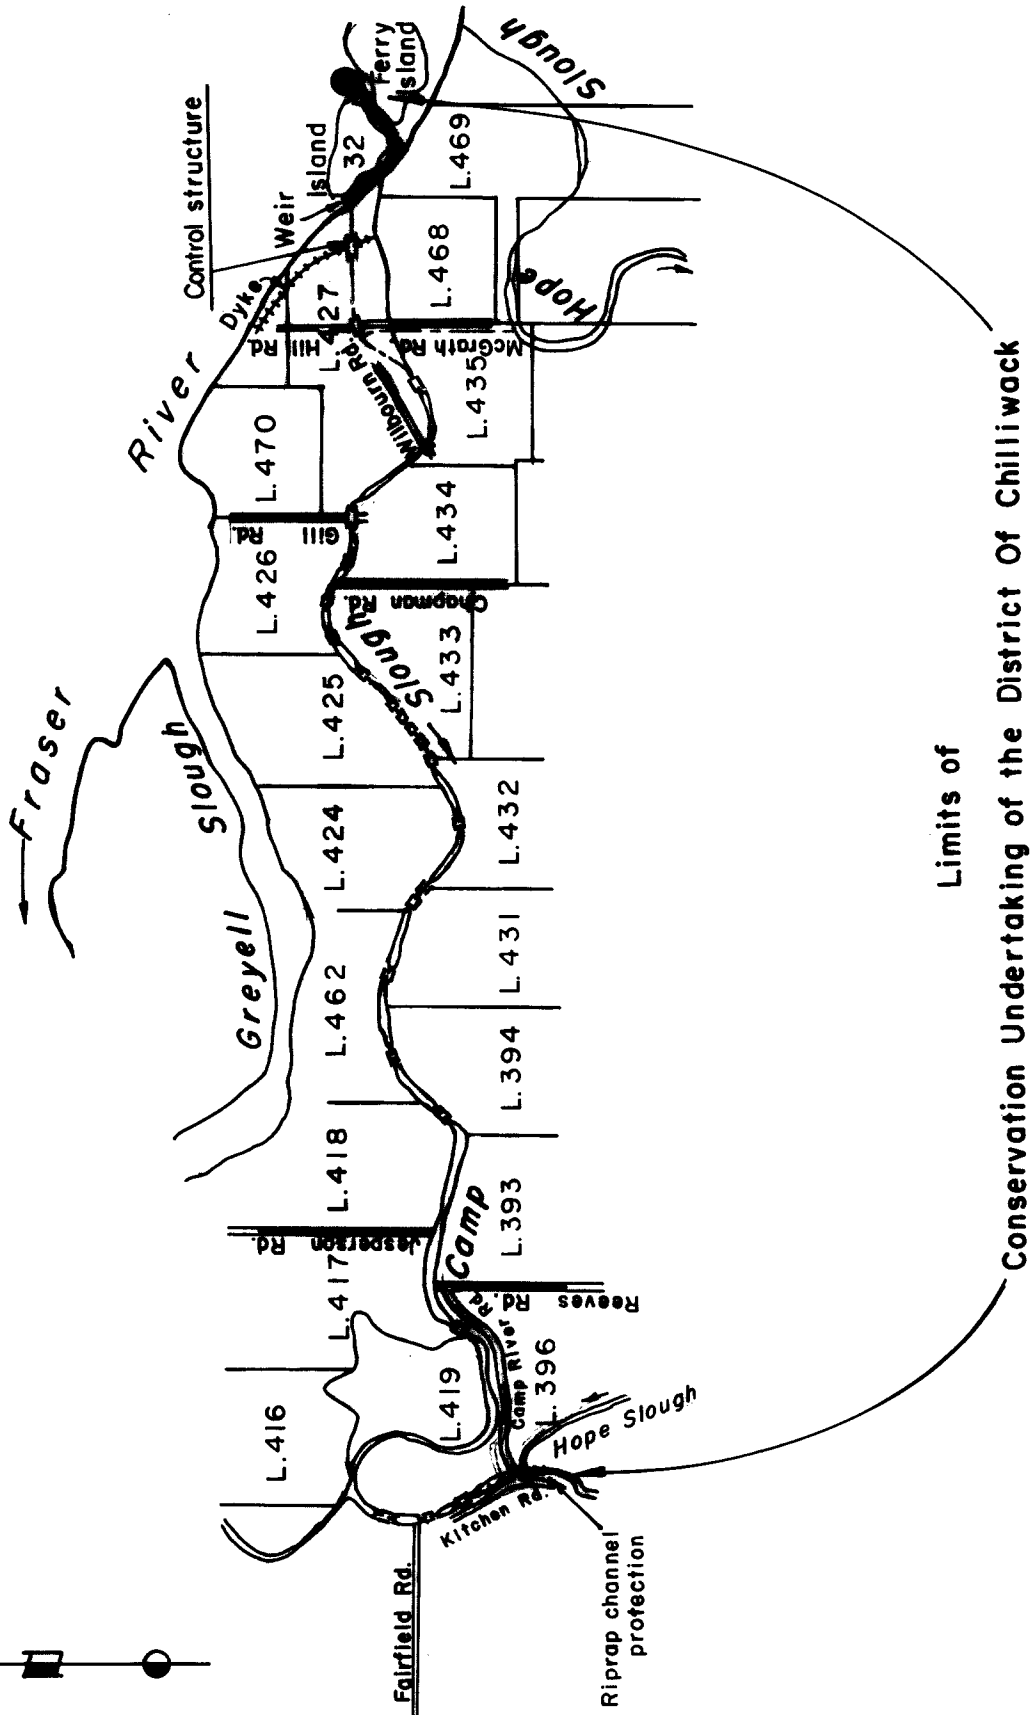 Fraser
River
Greyell
Slough
Camp
Slough
Hope
Slough
Hope Slough
Control structure
Weir
Dyke
Island
32
Ferry
Island
L.469
L.468
L.427
Hill Rd.
McGrath Rd.
Willbourn Rd.
L.435
L.470
L.434
Gill Rd.
L.426
Chapman Rd.
L.433
L.425
L.424
L.432
L.431
L.462
L.394
L.418
L.393
Jesperson Rd.
L.417
Reeves Rd.
Camp River Rd.
L.396
L.419
L.416
Kitchen Rd.
Fairfield Rd.
Riprap channel
protection
Limits of
Conservation Undertaking of the District Of Chilliwack